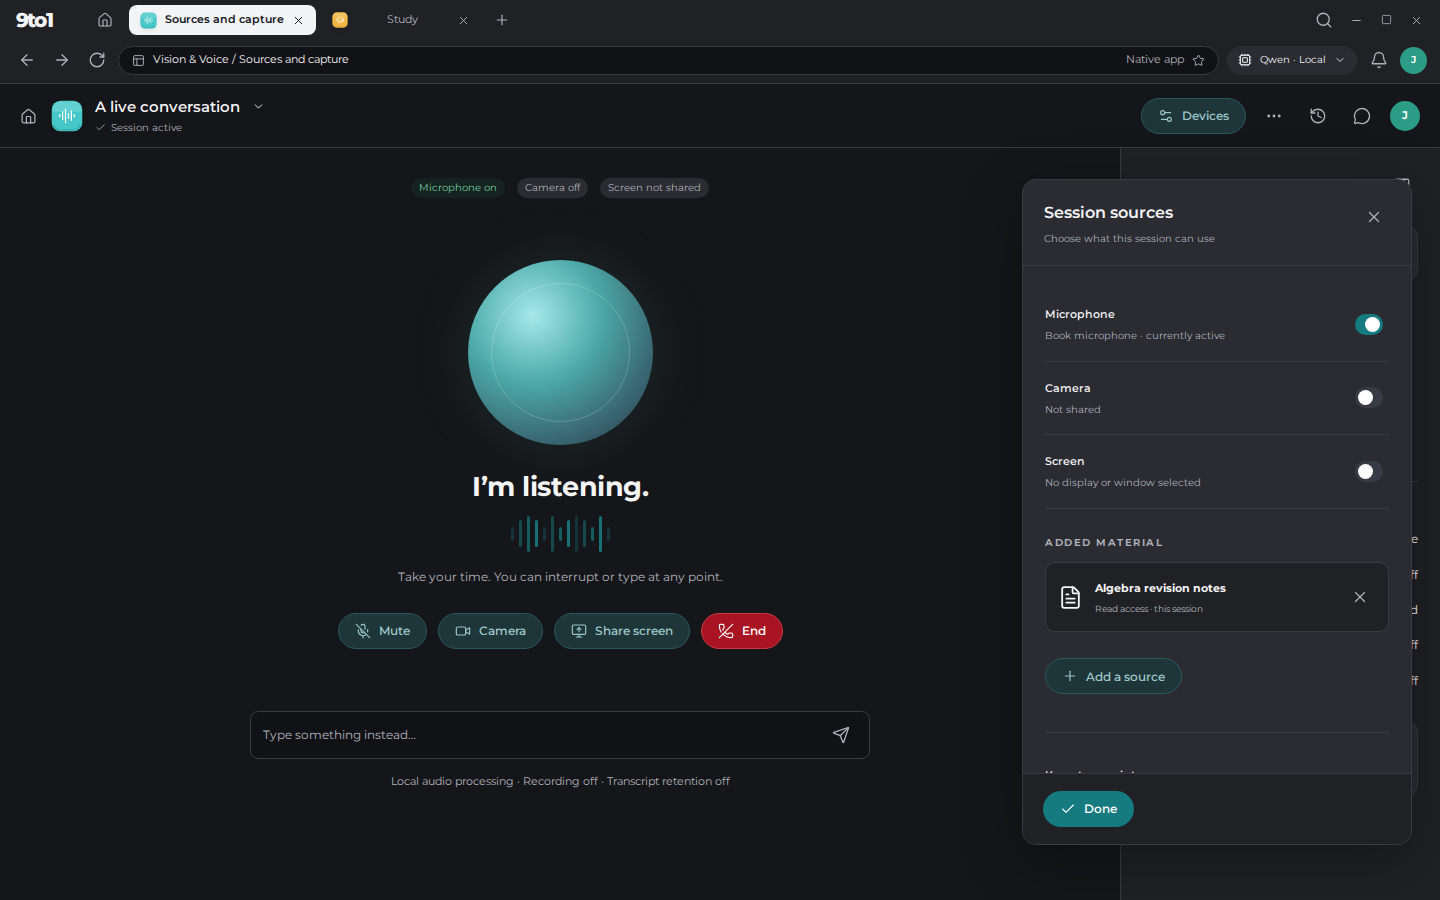 9to1
Sources and capture
Study
Vision & Voice / Sources and capture
Native app
Qwen · Local
J
A live conversation
Session active
Devices
J
Microphone on
Camera off
Screen not shared
I'm listening.
Take your time. You can interrupt or type at any point.
Mute
Camera
Share screen
End
Type something instead...
Local audio processing · Recording off · Transcript retention off
Session sources
Choose what this session can use
Microphone
Book microphone · currently active
Camera
Not shared
Screen
No display or window selected
ADDED MATERIAL
Algebra revision notes
Read access · this session
Add a source
Done